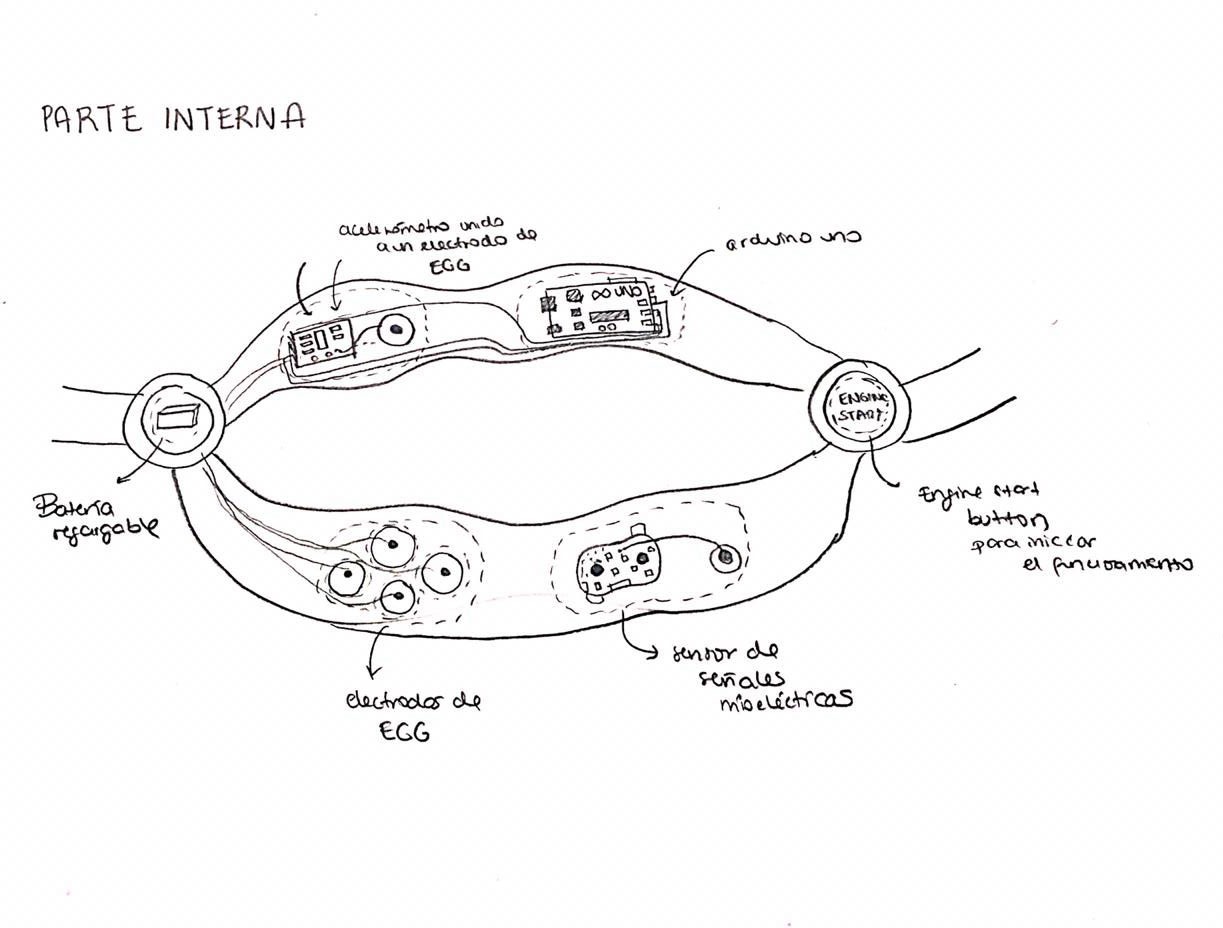 PARTE INTERNA
acelerómetro unido
a un electrodo de
EGG
arduino uno
∞ UNO
ENGINE
START
Batería
regargable
Engine start
button
para iniciar
el funcionamiento
electrodos de
EGG
sensor de
señales
mioeléctricas